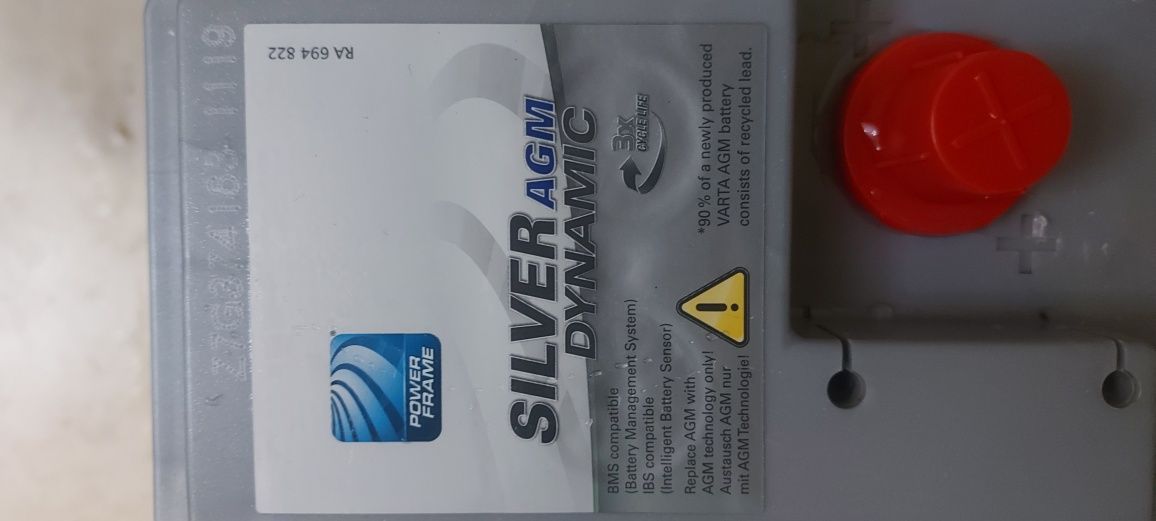 RA 694 822
POWER
FRAME
®
SILVER AGM
DYNAMIC
3x
CYCLE LIFE!
BMS compatible
(Battery Management System)
IBS compatible
(Intelligent Battery Sensor)
Replace AGM with
AGM technology only!
Austausch AGM nur
mit AGM Technologie!
!
*90 % of a newly produced
VARTA AGM battery
consists of recycled lead.
+
+